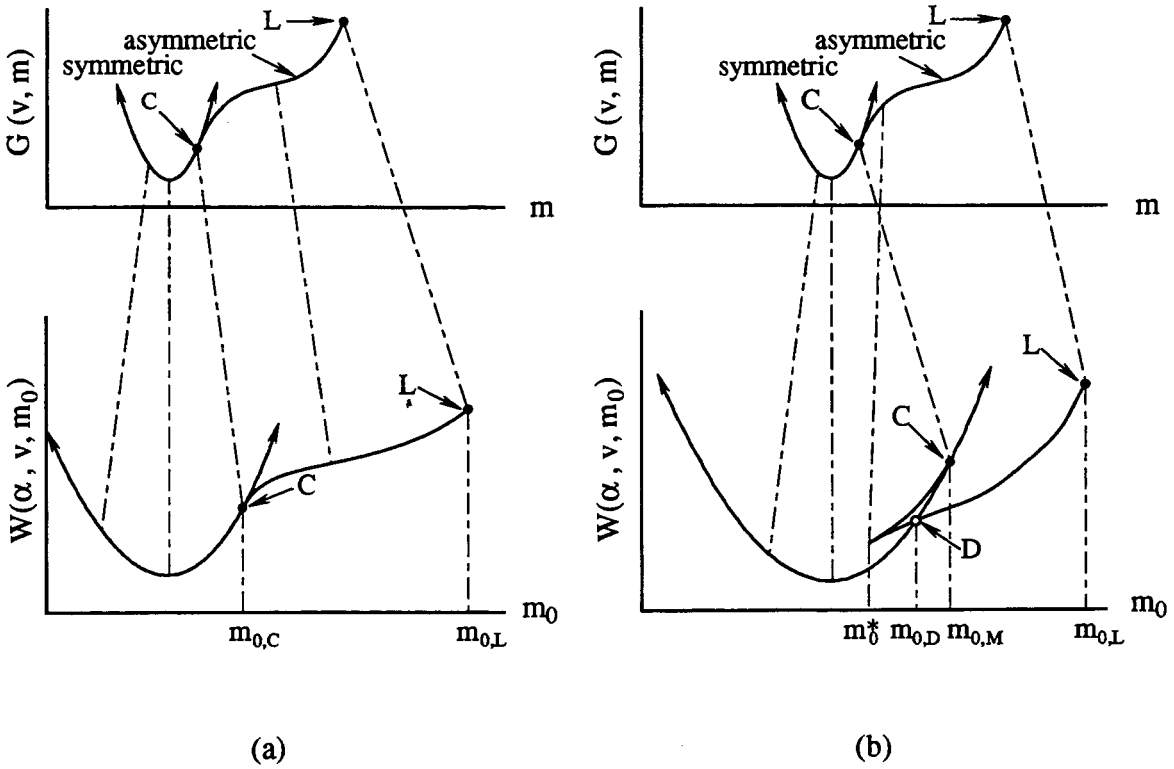 G (v, m)
L
asymmetric
symmetric
C
m
W(α, v, m₀)
L
C
m₀
m₀,C
m₀,L
(a)
G (v, m)
L
asymmetric
symmetric
C
m
W(α, v, m₀)
L
C
D
m₀
m₀*
m₀,D
m₀,M
m₀,L
(b)